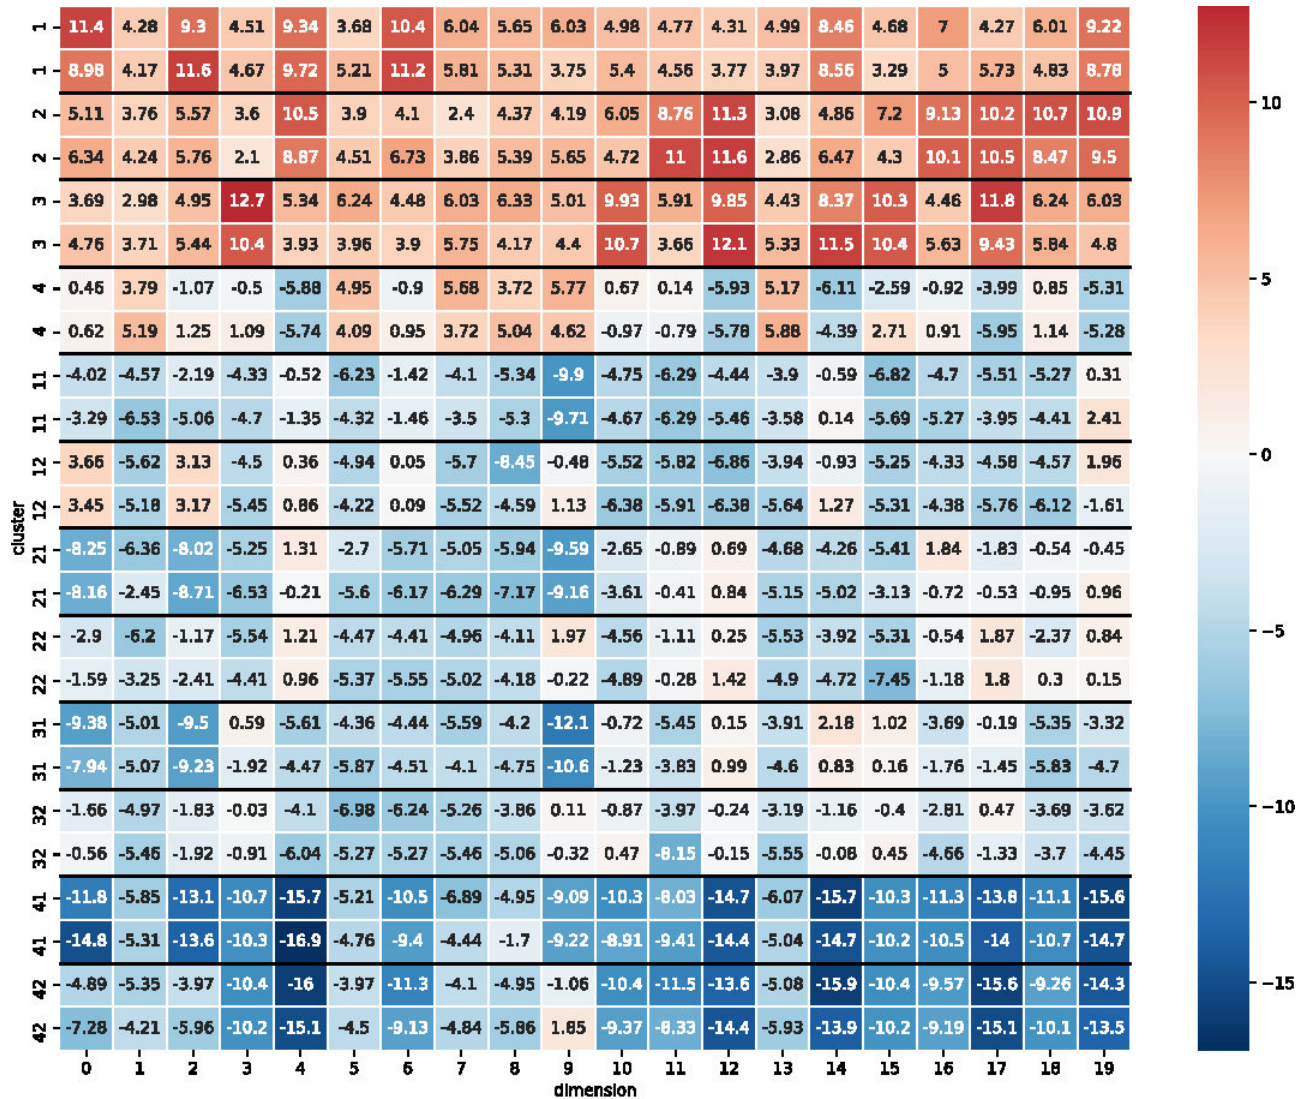 1 11.4 4.28 9.3 4.51 9.34 3.68 10.4 6.04 5.65 6.03 4.98 4.77 4.31 4.99 8.46 4.68 7 4.27 6.01 9.22
1 8.98 4.17 11.6 4.67 9.72 5.21 11.2 5.81 5.31 3.75 5.4 4.56 3.77 3.97 8.56 3.29 5 5.73 4.83 8.78
10
2 5.11 3.76 5.57 3.6 10.5 3.9 4.1 2.4 4.37 4.19 6.05 8.76 11.3 3.08 4.86 7.2 9.13 10.2 10.7 10.9
2 6.34 4.24 5.76 2.1 8.87 4.51 6.73 3.86 5.39 5.65 4.72 11 11.6 2.86 6.47 4.3 10.1 10.5 8.47 9.5
3 3.69 2.98 4.95 12.7 5.34 6.24 4.48 6.03 6.33 5.01 9.93 5.91 9.85 4.43 8.37 10.3 4.46 11.8 6.24 6.03
3 4.76 3.71 5.44 10.4 3.93 3.96 3.9 5.75 4.17 4.4 10.7 3.66 12.1 5.33 11.5 10.4 5.63 9.43 5.84 4.8
5
4 0.46 3.79 -1.07 -0.5 -5.88 4.95 -0.9 5.68 3.72 5.77 0.67 0.14 -5.93 5.17 -6.11 -2.59 -0.92 -3.99 0.85 -5.31
4 0.62 5.19 1.25 1.09 -5.74 4.09 0.95 3.72 5.04 4.62 -0.97 -0.79 -5.78 5.88 -4.39 2.71 0.91 -5.95 1.14 -5.28
11 -4.02 -4.57 -2.19 -4.33 -0.52 -6.23 -1.42 -4.1 -5.34 -9.9 -4.75 -6.29 -4.44 -3.9 -0.59 -6.82 -4.7 -5.51 -5.27 0.31
11 -3.29 -6.53 -5.06 -4.7 -1.35 -4.32 -1.46 -3.5 -5.3 -9.71 -4.67 -6.29 -5.46 -3.58 0.14 -5.69 -5.27 -3.95 -4.41 2.41
0
12 3.66 -5.62 3.13 -4.5 0.36 -4.94 0.05 -5.7 -8.45 -0.48 -5.52 -5.82 -6.86 -3.94 -0.93 -5.25 -4.33 -4.58 -4.57 1.96
12 3.45 -5.18 3.17 -5.45 0.86 -4.22 0.09 -5.52 -4.59 1.13 -6.38 -5.91 -6.38 -5.64 1.27 -5.31 -4.38 -5.76 -6.12 -1.61
cluster
21 -8.25 -6.36 -8.02 -5.25 1.31 -2.7 -5.71 -5.05 -5.94 -9.59 -2.65 -0.89 0.69 -4.68 -4.26 -5.41 1.84 -1.83 -0.54 -0.45
21 -8.16 -2.45 -8.71 -6.53 -0.21 -5.6 -6.17 -6.29 -7.17 -9.16 -3.61 -0.41 0.84 -5.15 -5.02 -3.13 -0.72 -0.53 -0.95 0.96
-5
22 -2.9 -6.2 -1.17 -5.54 1.21 -4.47 -4.41 -4.96 -4.11 1.97 -4.56 -1.11 0.25 -5.53 -3.92 -5.31 -0.54 1.87 -2.37 0.84
22 -1.59 -3.25 -2.41 -4.41 0.96 -5.37 -5.55 -5.02 -4.18 -0.22 -4.89 -0.28 1.42 -4.9 -4.72 -7.45 -1.18 1.8 0.3 0.15
31 -9.38 -5.01 -9.5 0.59 -5.61 -4.36 -4.44 -5.59 -4.2 -12.1 -0.72 -5.45 0.15 -3.91 2.18 1.02 -3.69 -0.19 -5.35 -3.32
31 -7.94 -5.07 -9.23 -1.92 -4.47 -5.87 -4.51 -4.1 -4.75 -10.6 -1.23 -3.83 0.99 -4.6 0.83 0.16 -1.76 -1.45 -5.83 -4.7
-10
32 -1.66 -4.97 -1.83 -0.03 -4.1 -6.98 -6.24 -5.26 -3.86 0.11 -0.87 -3.97 -0.24 -3.19 -1.16 -0.4 -2.81 0.47 -3.69 -3.62
32 -0.56 -5.46 -1.92 -0.91 -6.04 -5.27 -5.27 -5.46 -5.06 -0.32 0.47 -8.15 -0.15 -5.55 -0.08 0.45 -4.66 -1.33 -3.7 -4.45
41 -11.8 -5.85 -13.1 -10.7 -15.7 -5.21 -10.5 -6.89 -4.95 -9.09 -10.3 -8.03 -14.7 -6.07 -15.7 -10.3 -11.3 -13.8 -11.1 -15.6
41 -14.8 -5.31 -13.6 -10.3 -16.9 -4.76 -9.4 -4.44 -1.7 -9.22 -8.91 -9.41 -14.4 -5.04 -14.7 -10.2 -10.5 -14 -10.7 -14.7
-15
42 -4.89 -5.35 -3.97 -10.4 -16 -3.97 -11.3 -4.1 -4.95 -1.06 -10.4 -11.5 -13.6 -5.08 -15.9 -10.4 -9.57 -15.6 -9.26 -14.3
42 -7.28 -4.21 -5.96 -10.2 -15.1 -4.5 -9.13 -4.84 -5.86 1.85 -9.37 -8.33 -14.4 -5.93 -13.9 -10.2 -9.19 -15.1 -10.1 -13.5
0 1 2 3 4 5 6 7 8 9 10 11 12 13 14 15 16 17 18 19
dimension